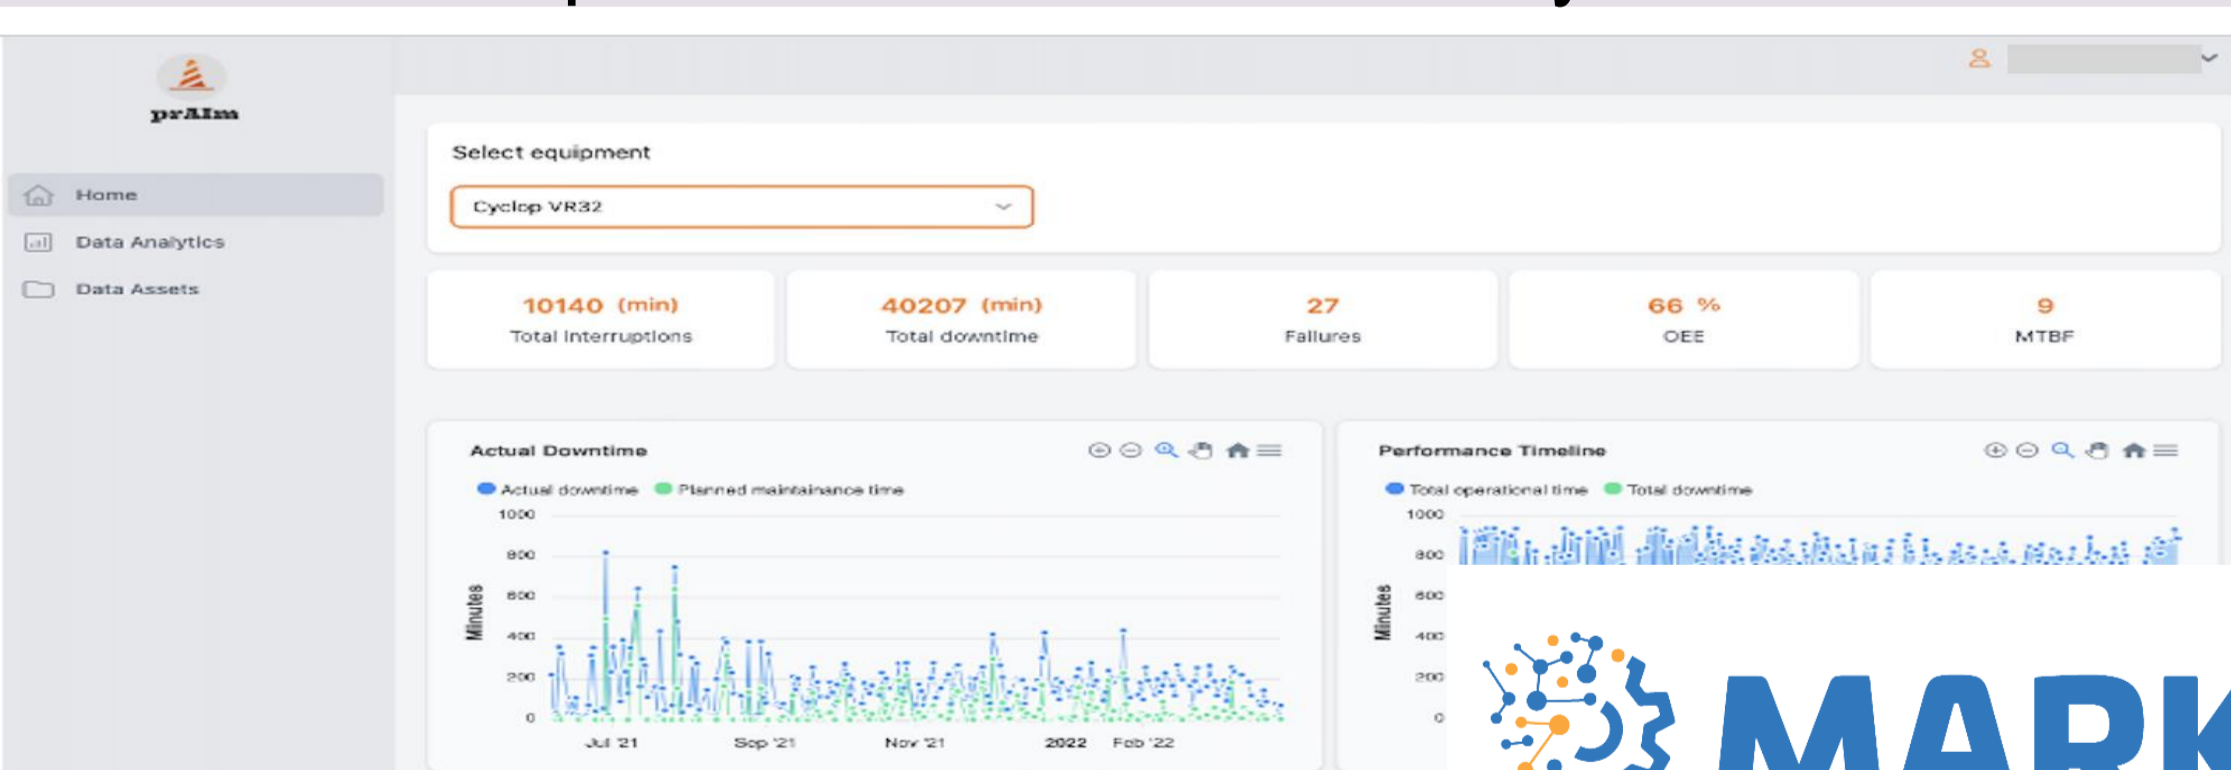 prAIm
Home
Data Analytics
Data Assets
Select equipment
Cyclop VR32
10140 (min)
Total Interruptions
40207 (min)
Total downtime
27
Failures
66 %
OEE
9
MTBF
Actual Downtime
Actual downtime Planned maintainance time
1000
800
600
400
200
0
Minutes
Jul '21 Sep '21 Nov '21 2022 Feb '22
Performance Timeline
Total operational time Total downtime
1000
800
600
400
200
0
Minutes
MARK